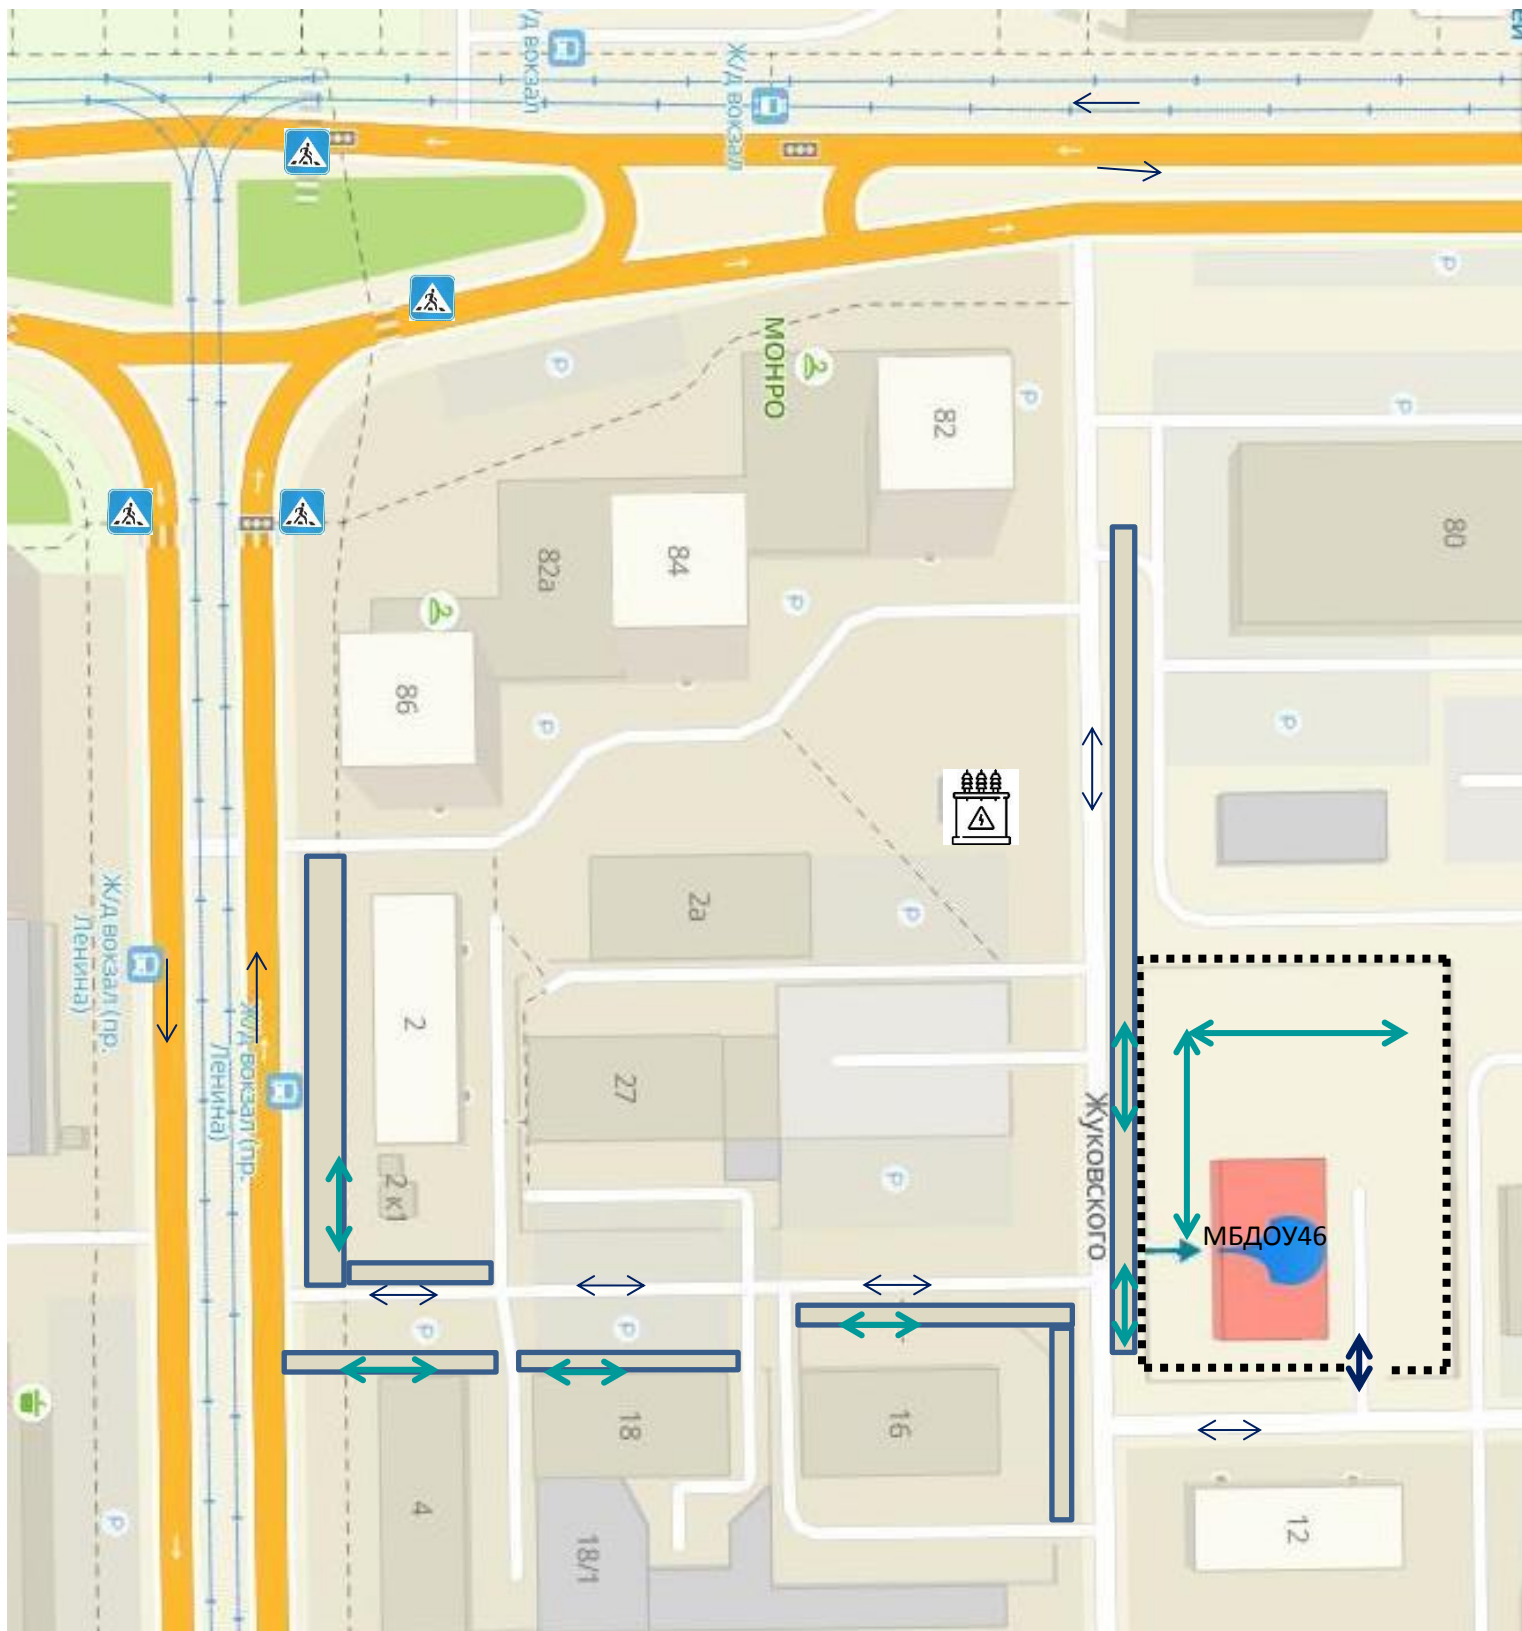 Ж/Д вокзал
Ж/Д вокзал
Р
МОНРО
Р
82
Р
Р
80
82а
84
Р
86
Р
Р
2а
Р
Ж/Д вокзал (пр.
Ленина)
2
Ж/Д вокзал (пр.
Ленина)
27
Жуковского
2 к1
Р
МБДОУ46
Р
Р
18
16
4
Р
12
18/1